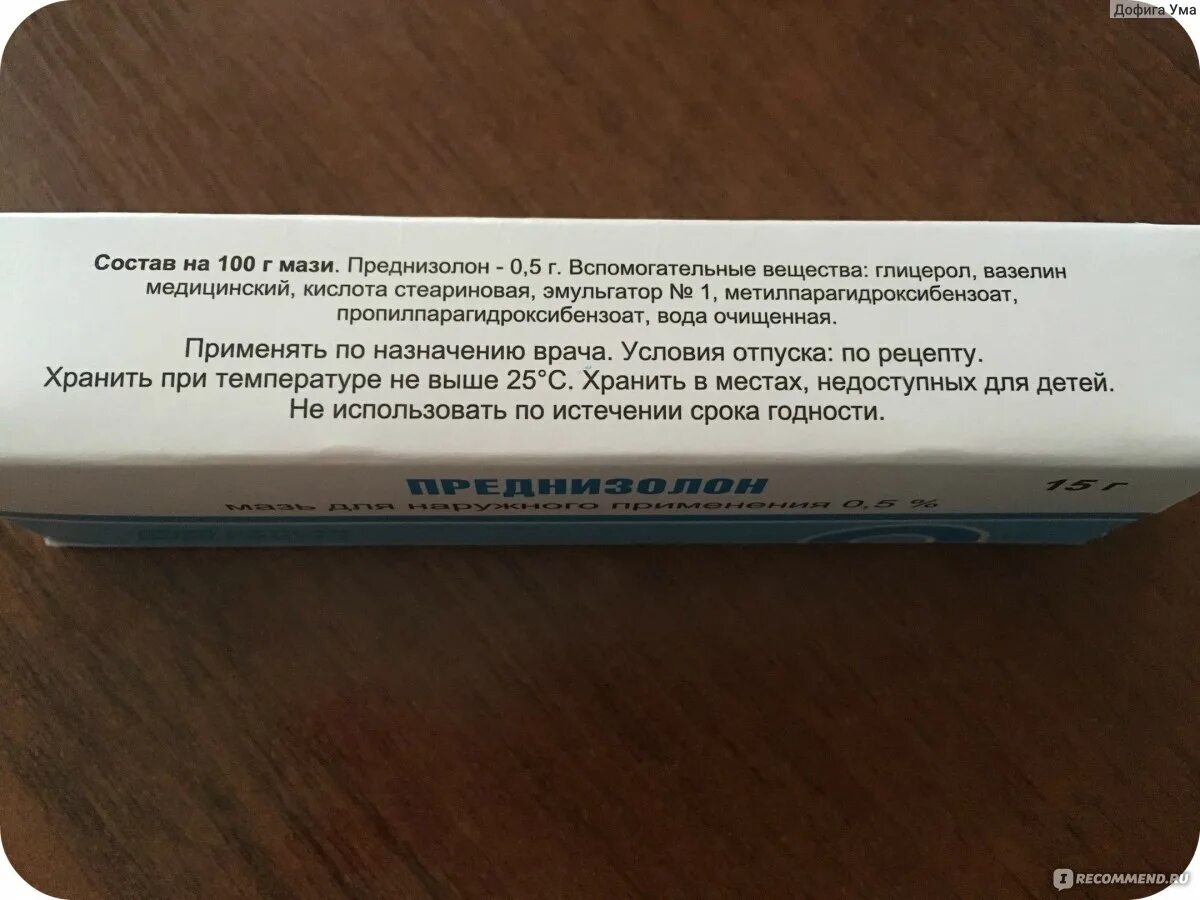 Дофига Ума
Состав на 100 г мази. Преднизолон - 0,5 г. Вспомогательные вещества: глицерол, вазелин
медицинский, кислота стеариновая, эмульгатор № 1, метилпарагидроксибензоат,
пропилпарагидроксибензоат, вода очищенная.
Применять по назначению врача. Условия отпуска: по рецепту.
Хранить при температуре не выше 25°С. Хранить в местах, недоступных для детей.
Не использовать по истечении срока годности.
ПРЕДНИЗОЛОН 15 г
мазь для наружного применения 0,5 %
IRECOMMEND.RU